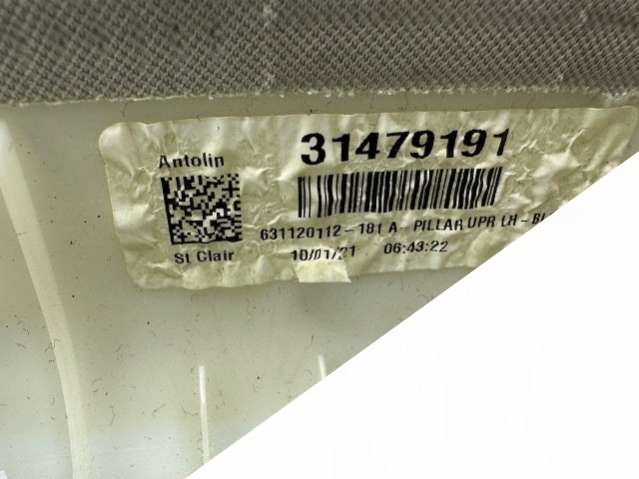 Antolin
31479191
631120112-181 A- PILLAR UPR LH-
St Clair
10/01/21 06:43:22